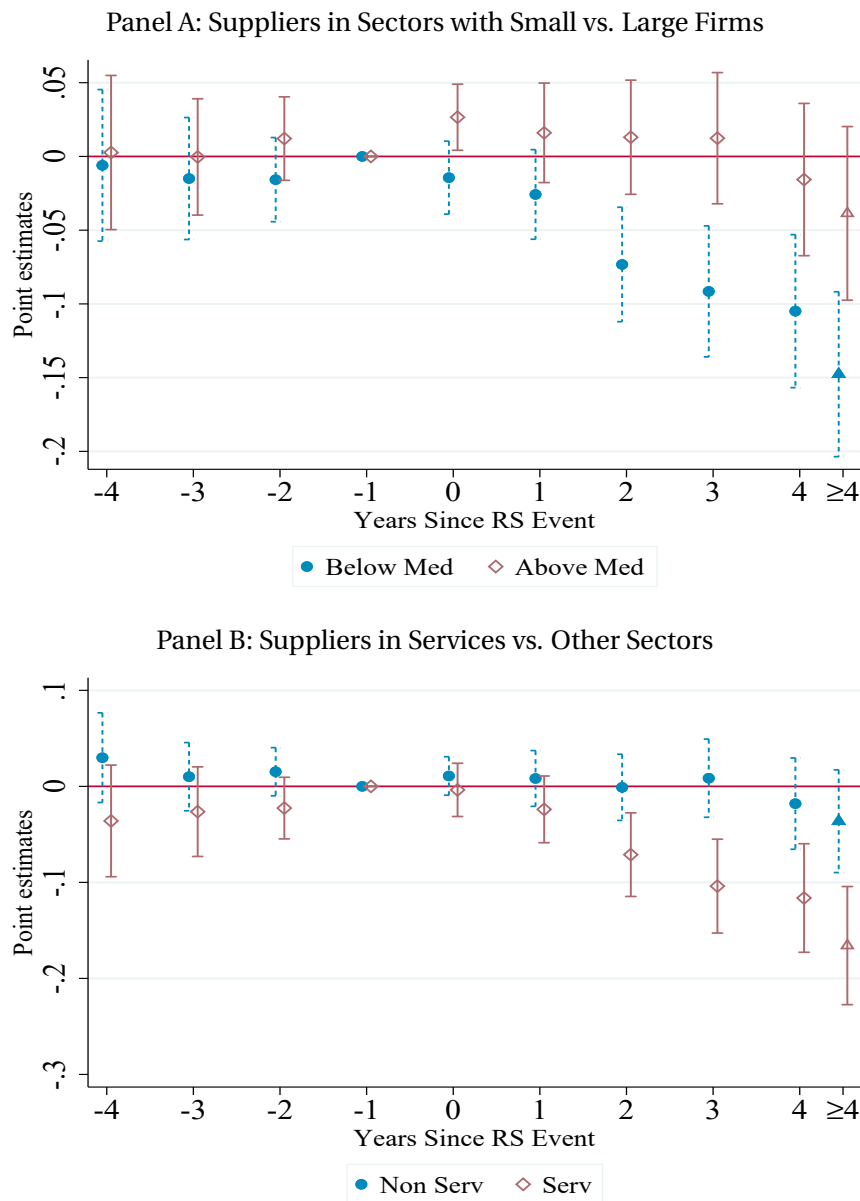 Panel A: Suppliers in Sectors with Small vs. Large Firms
Point estimates
.05
0
-.05
-.1
-.15
-.2
-4 -3 -2 -1 0 1 2 3 4 ≥4
Years Since RS Event
Below Med Above Med
Panel B: Suppliers in Services vs. Other Sectors
Point estimates
.1
0
-.1
-.2
-.3
-4 -3 -2 -1 0 1 2 3 4 ≥4
Years Since RS Event
Non Serv Serv